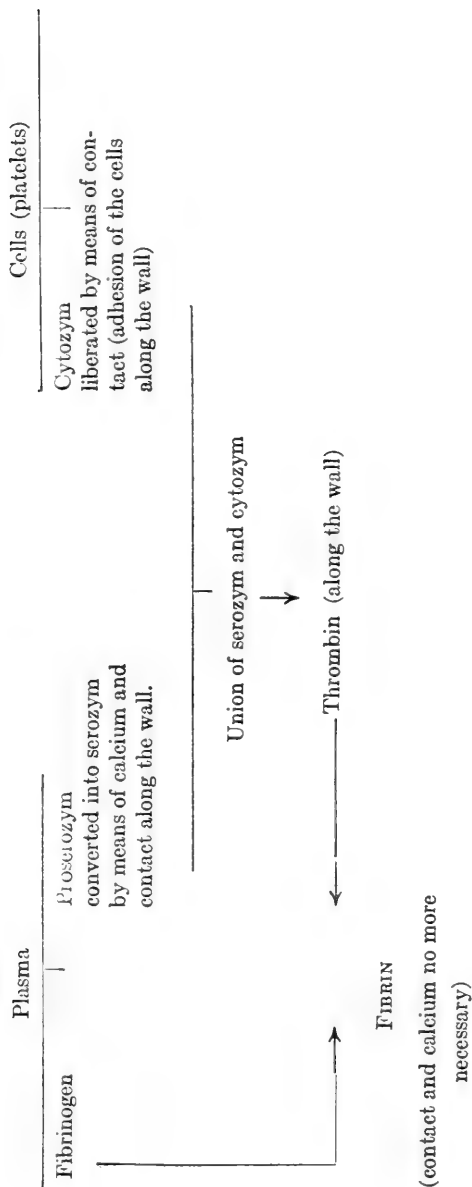 Plasma
Cells (platelets)
Fibrinogen
Proserozym
converted into serozym
by means of calcium and
contact along the wall.
Cytozym
liberated by means of con-
tact (adhesion of the cells
along the wall)
Union of serozym and cytozym
Thrombin (along the wall)
FIBRIN
(contact and calcium no more
necessary)